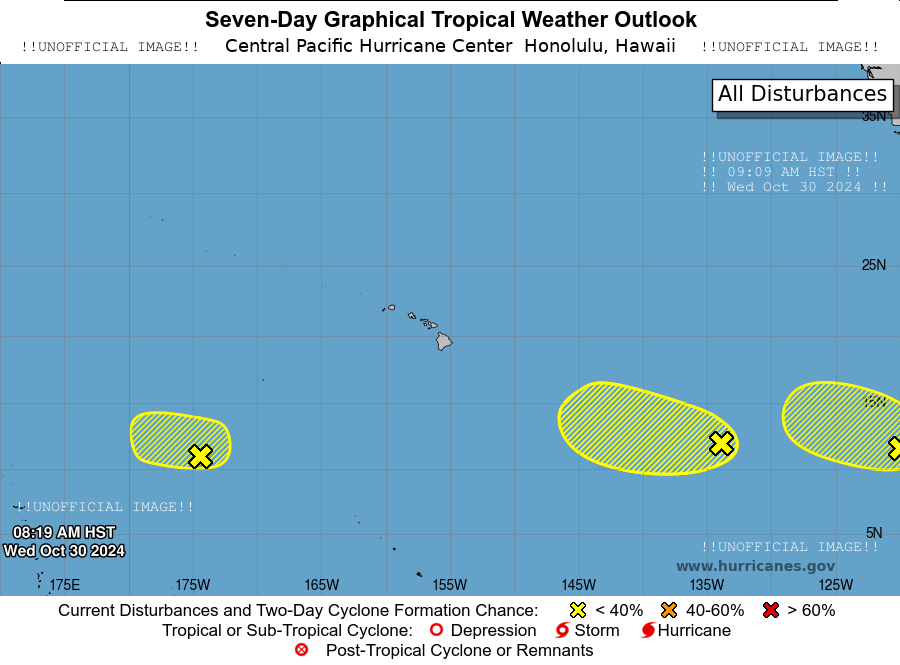 Seven-Day Graphical Tropical Weather Outlook
!!UNOFFICIAL IMAGE!! Central Pacific Hurricane Center Honolulu, Hawaii !!UNOFFICIAL IMAGE!!
All Disturbances
35N
!!UNOFFICIAL IMAGE!!
!! 09:09 AM HST !!
!! Wed Oct 30 2024 !!
25N
15N
!!UNOFFICIAL IMAGE!!
08:19 AM HST
Wed Oct 30 2024
5N
!!UNOFFICIAL IMAGE!!
www.hurricanes.gov
175E 175W 165W 155W 145W 135W 125W
Current Disturbances and Two-Day Cyclone Formation Chance: < 40% 40-60% > 60%
Tropical or Sub-Tropical Cyclone: Depression Storm Hurricane
Post-Tropical Cyclone or Remnants